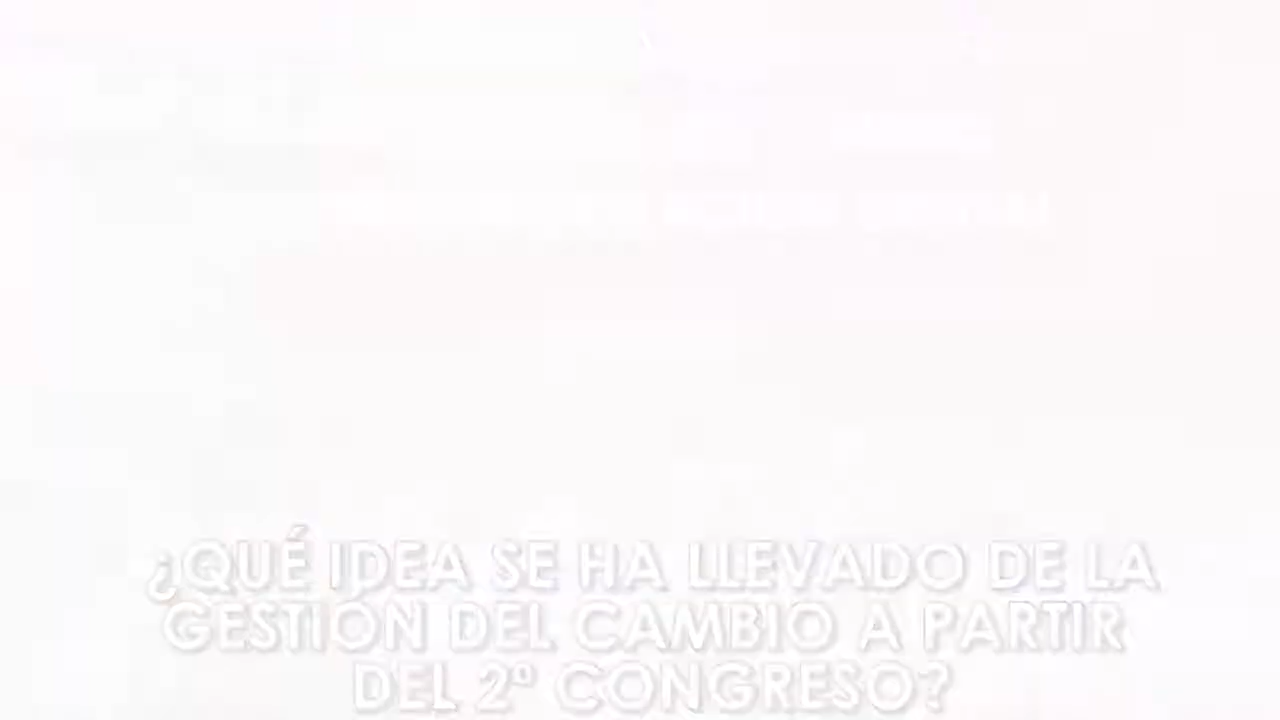 ¿QUÉ IDEA SE HA LLEVADO DE LA
GESTIÓN DEL CAMBIO A PARTIR
DEL 2º CONGRESO?